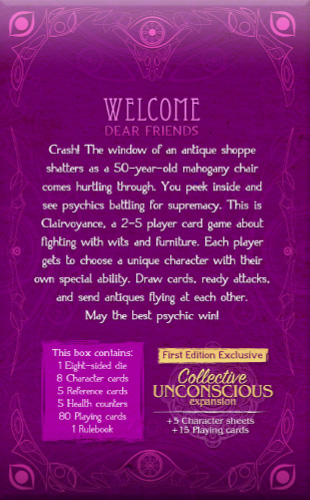 WELCOME
DEAR FRIENDS
Crash! The window of an antique shoppe
shatters as a 50-year-old mahogany chair
comes hurtling through. You peek inside and
see psychics battling for supremacy. This is
Clairvoyance, a 2-5 player card game about
fighting with wits and furniture. Each player
gets to choose a unique character with their
own special ability. Draw cards, ready attacks,
and send antiques flying at each other.
May the best psychic win!
This box contains:
1 Eight-sided die
8 Character cards
5 Reference cards
5 Health counters
80 Playing cards
1 Rulebook
First Edition Exclusive
Collective
UNCONSCIOUS
expansion
+5 Character sheets
+15 Playing cards